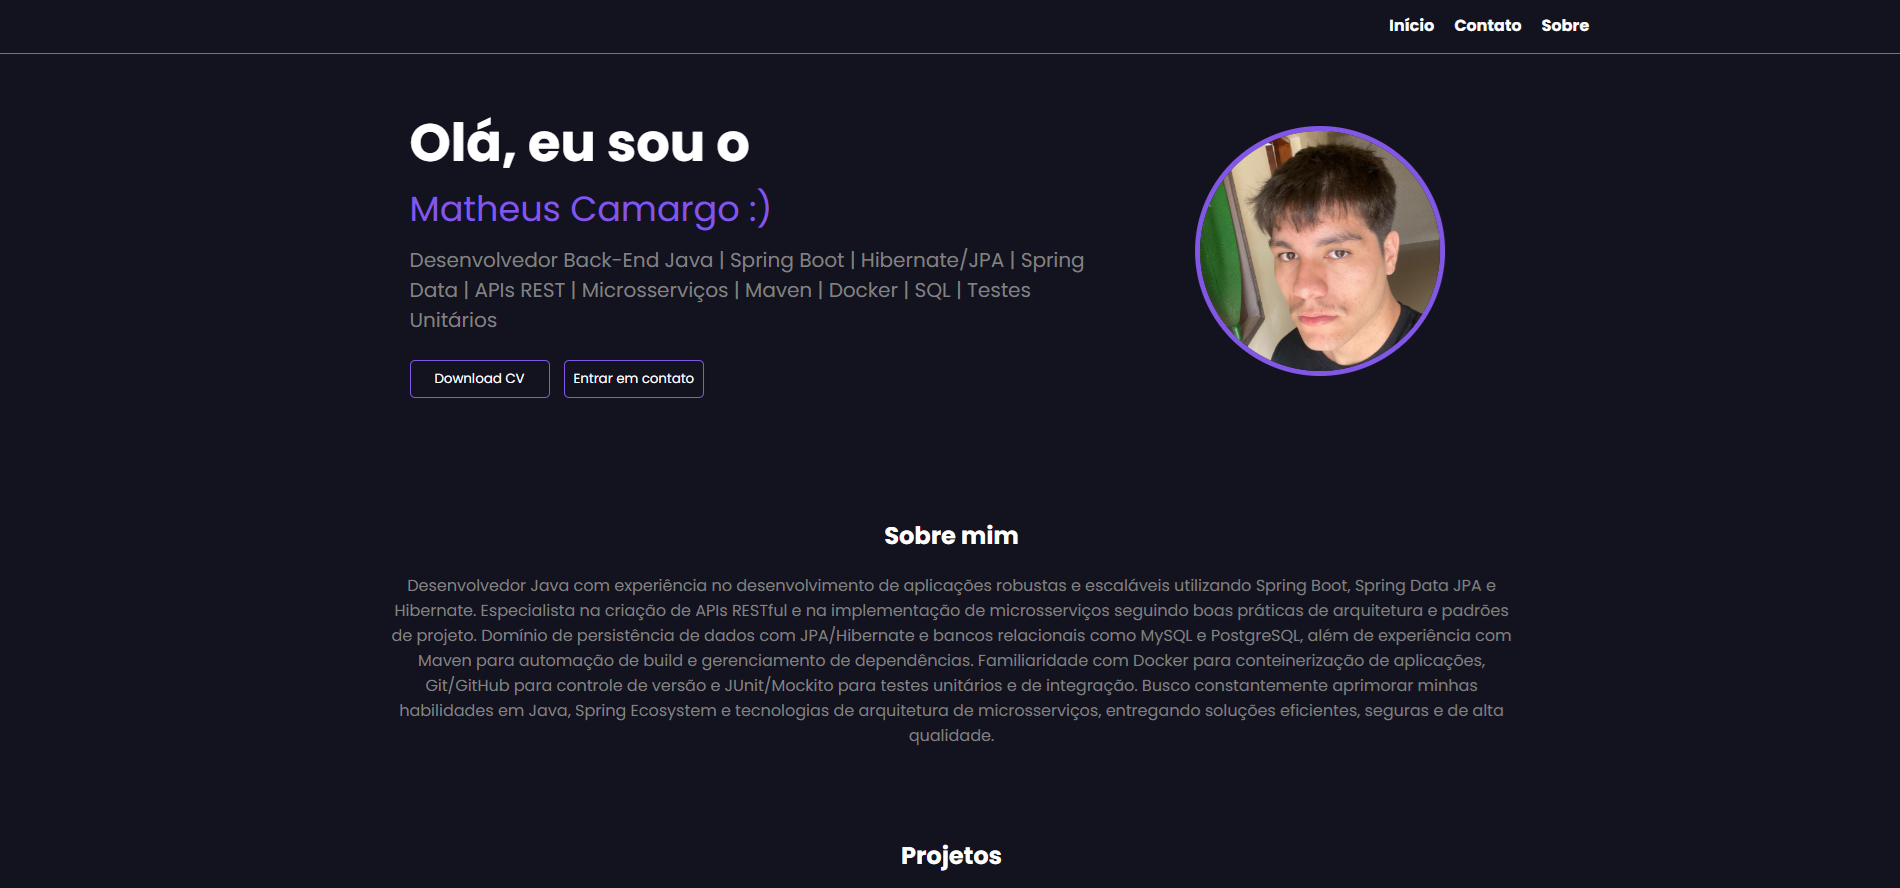 Início Contato Sobre
Olá, eu sou o
Matheus Camargo :)
Desenvolvedor Back-End Java | Spring Boot | Hibernate/JPA | Spring
Data | APIs REST | Microsserviços | Maven | Docker | SQL | Testes
Unitários
Download CV Entrar em contato
Sobre mim
Desenvolvedor Java com experiência no desenvolvimento de aplicações robustas e escaláveis utilizando Spring Boot, Spring Data JPA e
Hibernate. Especialista na criação de APIs RESTful e na implementação de microsserviços seguindo boas práticas de arquitetura e padrões
de projeto. Domínio de persistência de dados com JPA/Hibernate e bancos relacionais como MySQL e PostgreSQL, além de experiência com
Maven para automação de build e gerenciamento de dependências. Familiaridade com Docker para conteinerização de aplicações,
Git/GitHub para controle de versão e JUnit/Mockito para testes unitários e de integração. Busco constantemente aprimorar minhas
habilidades em Java, Spring Ecosystem e tecnologias de arquitetura de microsserviços, entregando soluções eficientes, seguras e de alta
qualidade.
Projetos